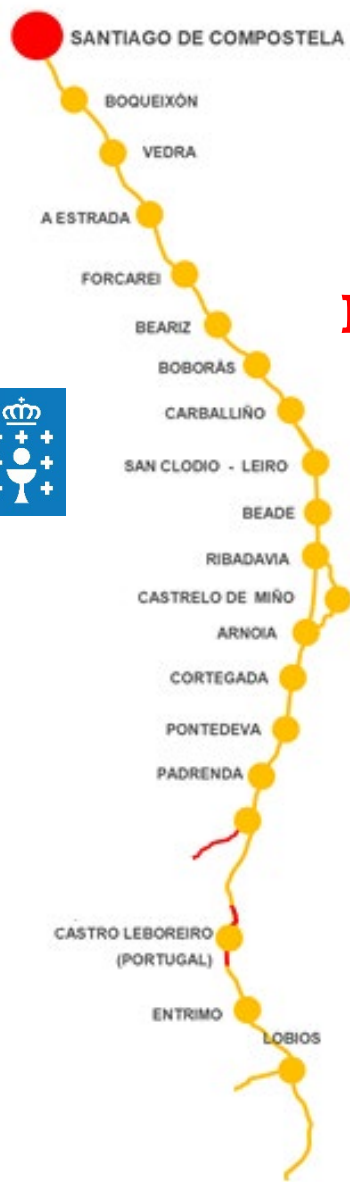 SANTIAGO DE COMPOSTELA
BOQUEIXÓN
VEDRA
A ESTRADA
FORCAREI
BEARIZ
BOBORÁS
CARBALLIÑO
SAN CLODIO - LEIRO
BEADE
RIBADAVIA
CASTRELO DE MIÑO
ARNOIA
CORTEGADA
PONTEDEVA
PADRENDA
CASTRO LEBOREIRO
(PORTUGAL)
ENTRIMO
LOBIOS